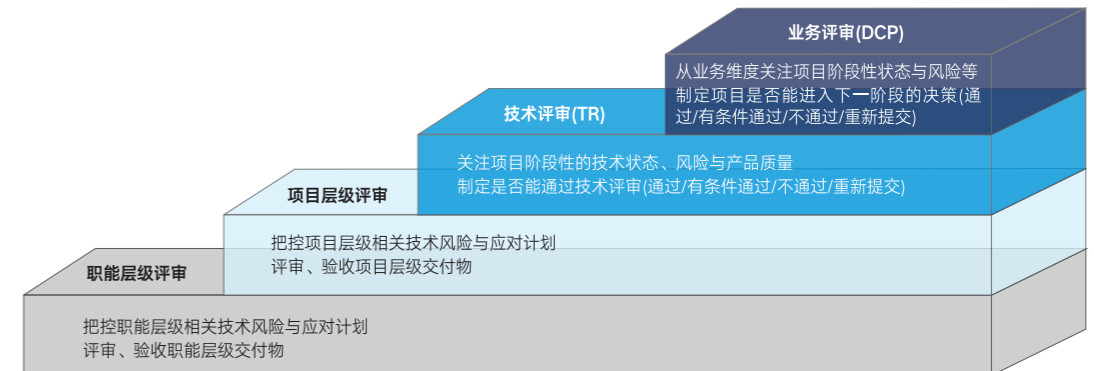 业务评审(DCP)
从业务维度关注项目阶段性状态与风险等
制定项目是否能进入下一阶段的决策(通
过/有条件通过/不通过/重新提交)
技术评审(TR)
关注项目阶段性的技术状态、风险与产品质量
制定是否能通过技术评审(通过/有条件通过/不通过/重新提交)
项目层级评审
把控项目层级相关技术风险与应对计划
评审、验收项目层级交付物
职能层级评审
把控职能层级相关技术风险与应对计划
评审、验收职能层级交付物